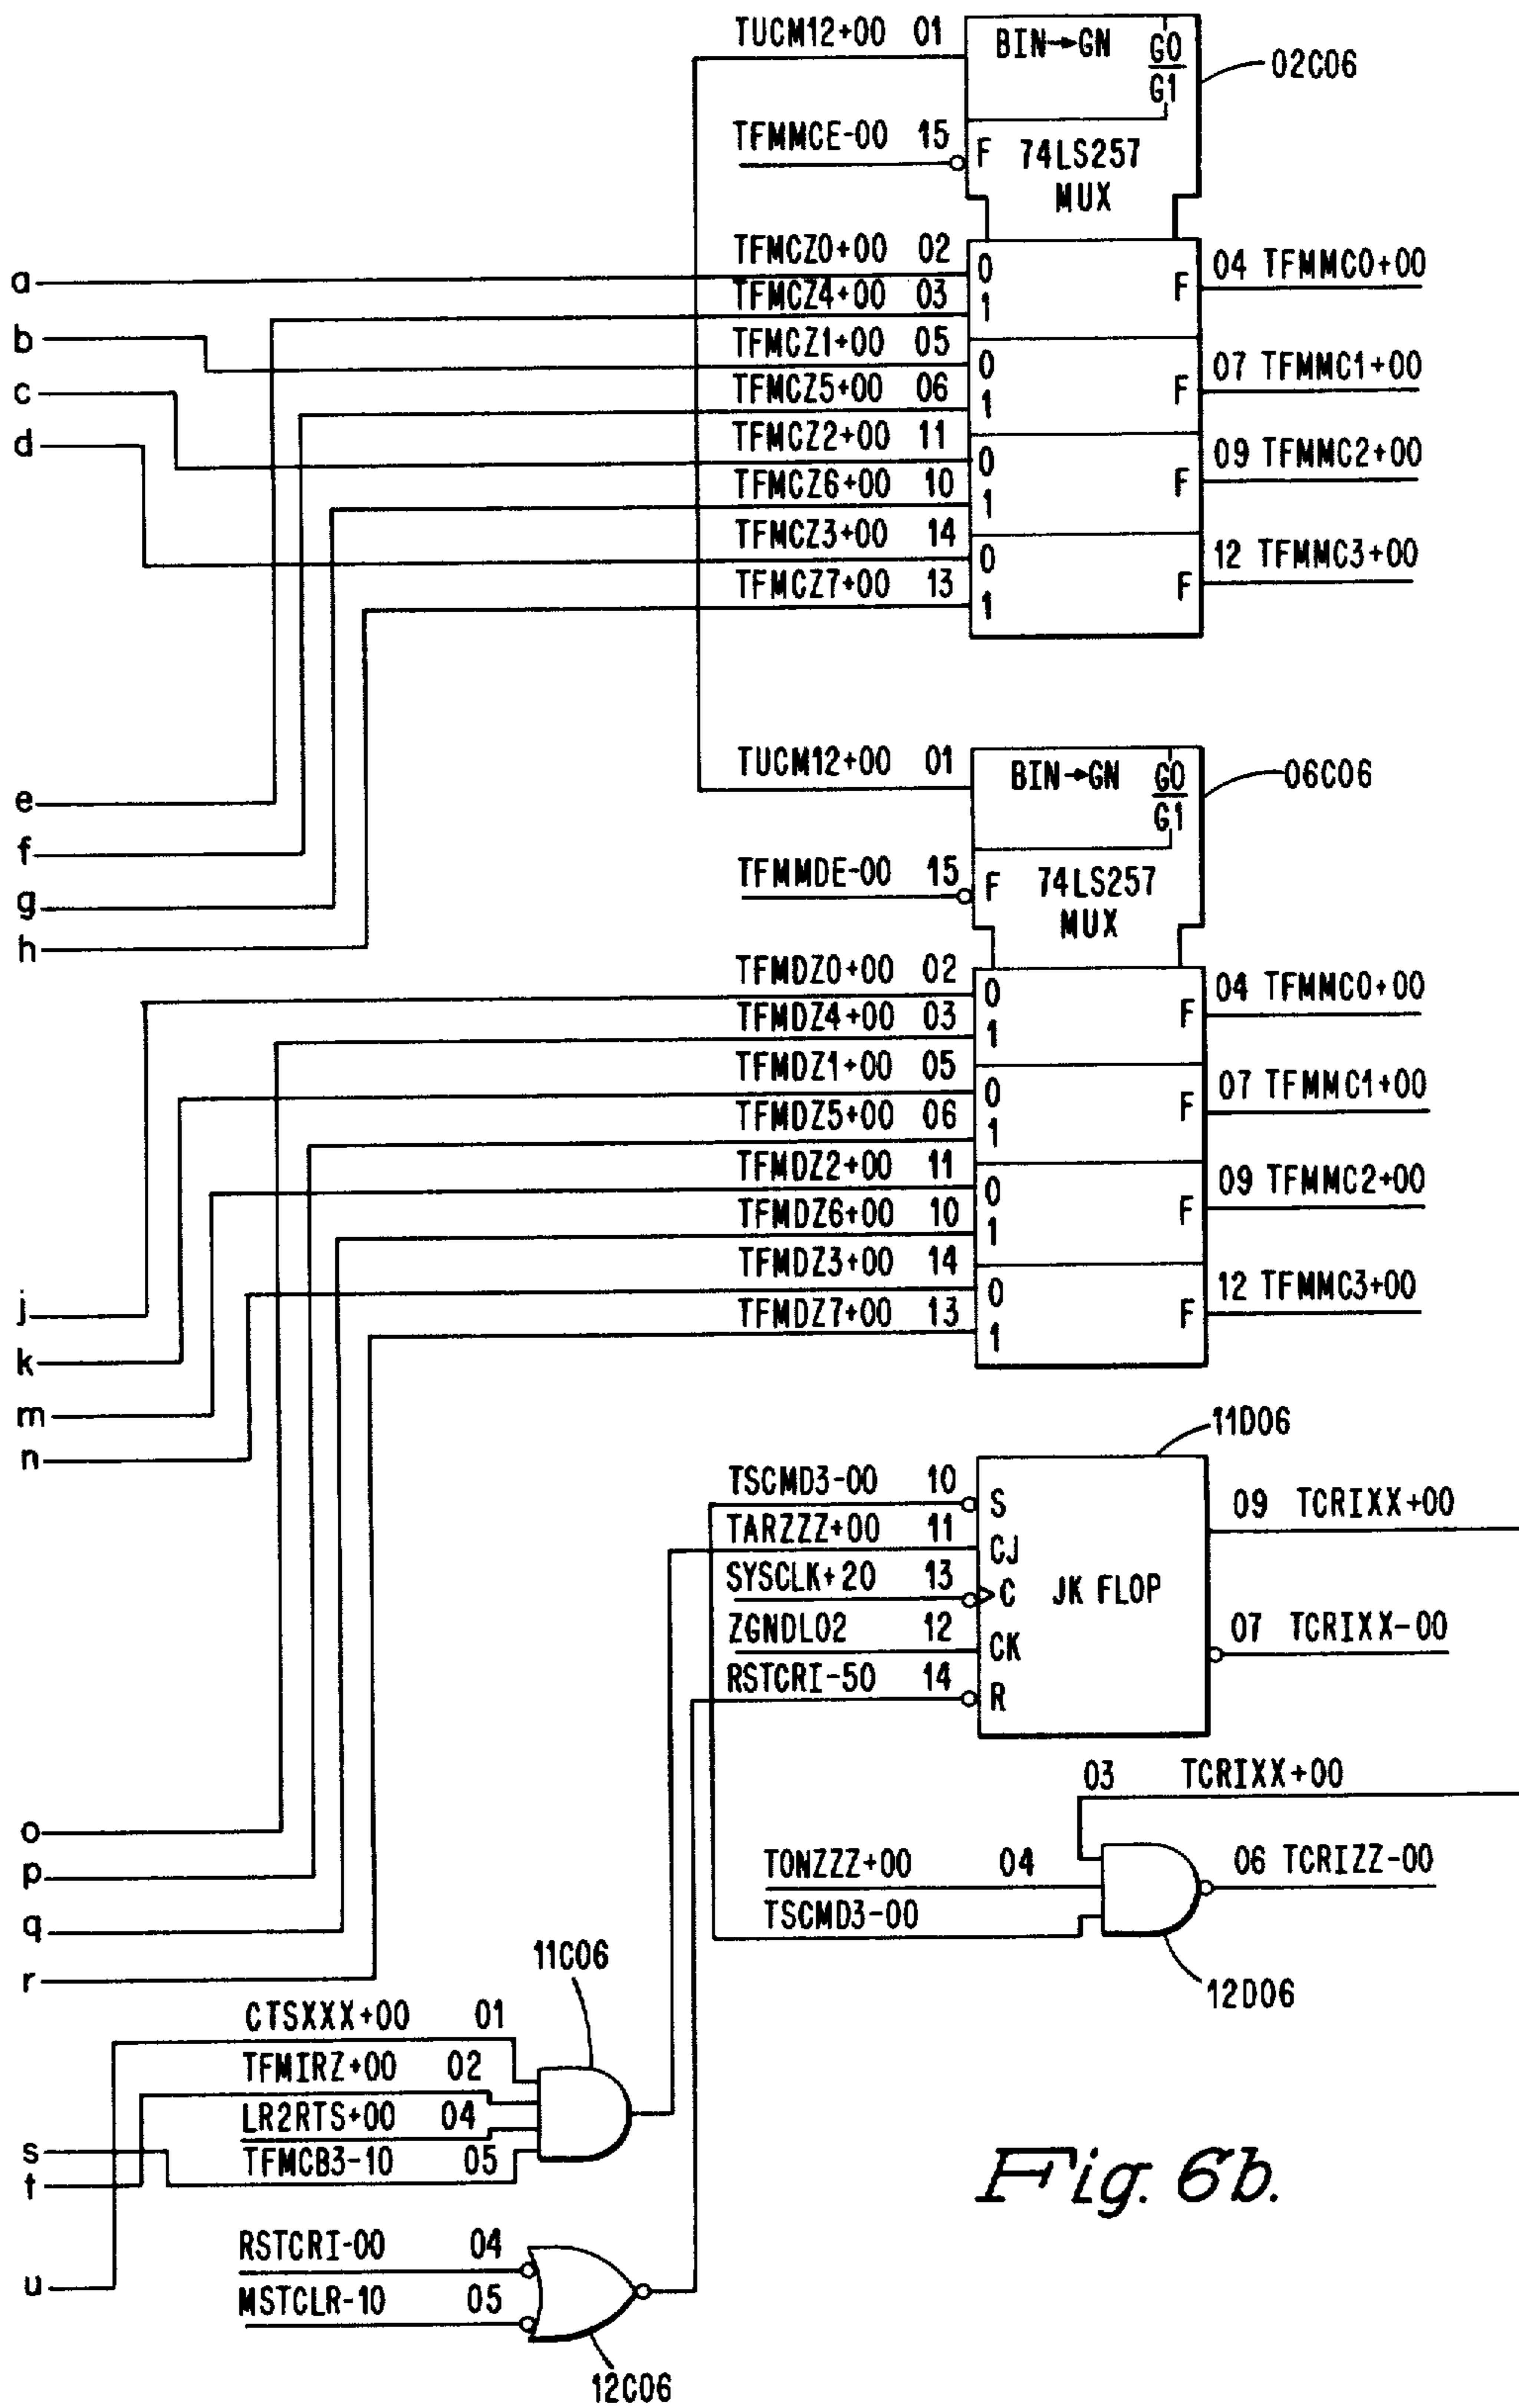 TUCM12+00 01
BIN→GN G0
G1
02C06
TFMMCE-00 15
F 74LS257
MUX
a
TFMCZ0+00 02 0
F 04 TFMMC0+00
TFMCZ4+00 03 1
b
TFMCZ1+00 05 0
F 07 TFMMC1+00
c
TFMCZ5+00 06 1
d
TFMCZ2+00 11 0
F 09 TFMMC2+00
TFMCZ6+00 10 1
TFMCZ3+00 14 0
F 12 TFMMC3+00
TFMCZ7+00 13 1
TUCM12+00 01
BIN→GN G0
G1
06C06
e
f
TFMMDE-00 15
F 74LS257
MUX
g
h
TFMDZ0+00 02 0
F 04 TFMMC0+00
TFMDZ4+00 03 1
TFMDZ1+00 05 0
F 07 TFMMC1+00
TFMDZ5+00 06 1
TFMDZ2+00 11 0
F 09 TFMMC2+00
TFMDZ6+00 10 1
TFMDZ3+00 14 0
F 12 TFMMC3+00
TFMDZ7+00 13 1
j
k
m
n
11D06
TSCMD3-00 10 S
09 TCRIXX+00
TARZZZ+00 11 CJ
SYSCLK+20 13 C
JK FLOP
ZGNDL02 12 CK
07 TCRIXX-00
RSTCRI-50 14 R
03 TCRIXX+00
o
p
TONZZZ+00 04
06 TCRIZZ-00
TSCMD3-00
q
r
11C06
12D06
CTSXXX+00 01
TFMIRZ+00 02
LR2RTS+00 04
s
TFMCB3-10 05
t
RSTCRI-00 04
u
MSTCLR-10 05
12C06
Fig. 6b.